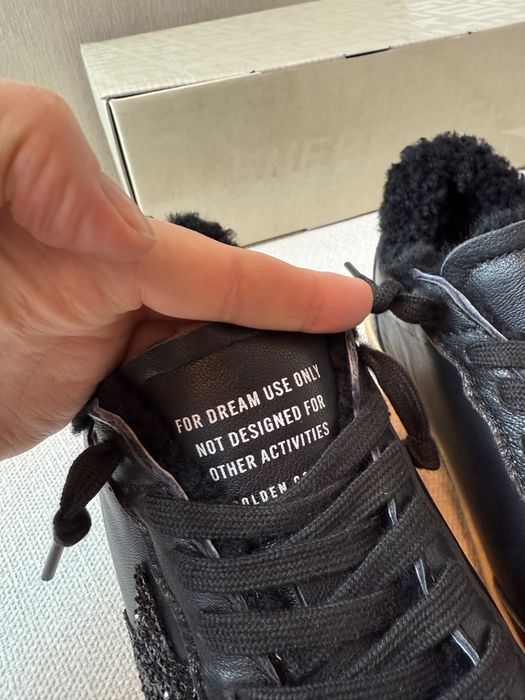 FOR DREAM USE ONLY
NOT DESIGNED FOR
OTHER ACTIVITIES